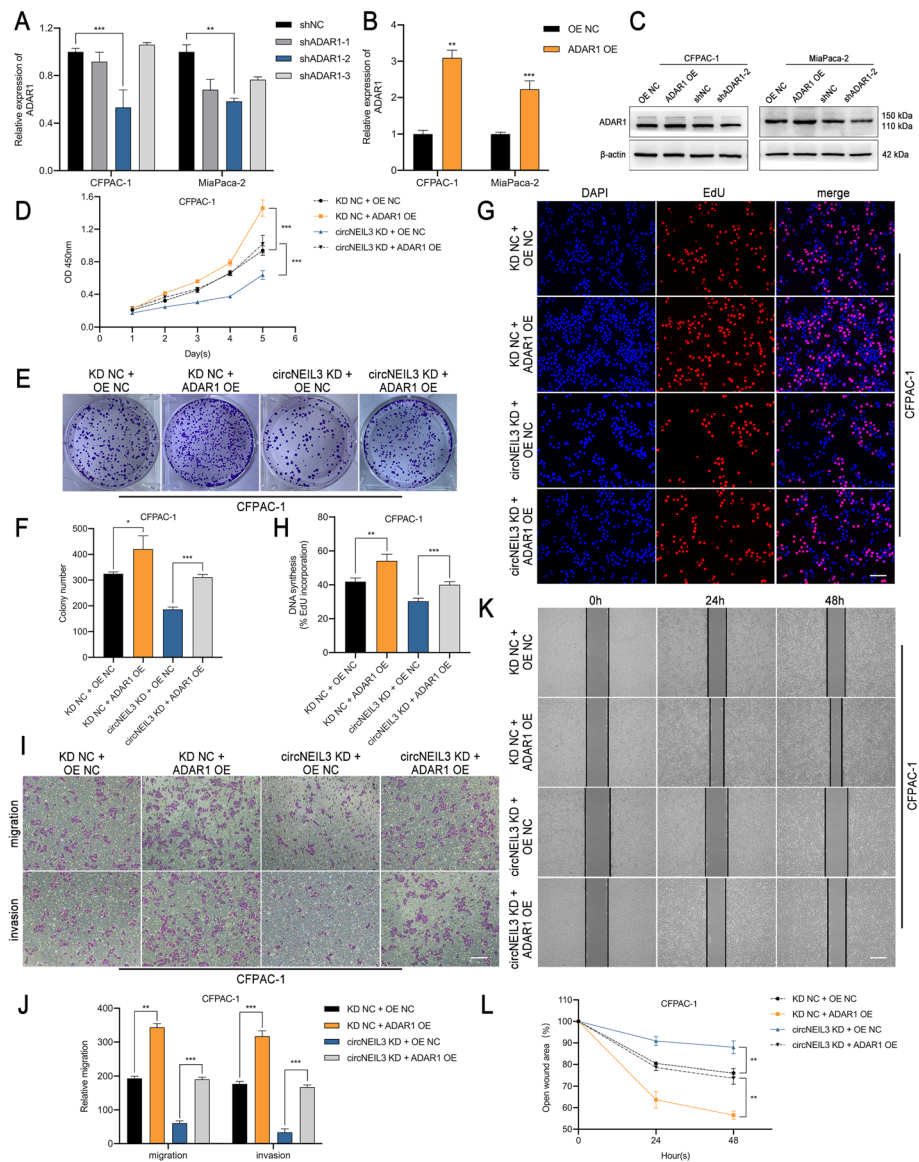 A
Relative expression of
ADAR1
1.2
0.9
0.6
0.3
0.0
***
**
CFPAC-1
MiaPaca-2
shNC
shADAR1-1
shADAR1-2
shADAR1-3
B
Relative expression of
ADAR1
4
3
2
1
0
**
***
CFPAC-1
MiaPaca-2
OE NC
ADAR1 OE
C
CFPAC-1
MiaPaca-2
OE NC
ADAR1 OE
shNC
shADAR1-2
OE NC
ADAR1 OE
shNC
shADAR1-2
ADAR1
150 kDa
110 kDa
β-actin
42 kDa
D
CFPAC-1
OD 450nm
1.6
1.2
0.8
0.4
0.0
0
1
2
3
4
5
6
Day(s)
***
***
KD NC + OE NC
KD NC + ADAR1 OE
circNEIL3 KD + OE NC
circNEIL3 KD + ADAR1 OE
E
KD NC +
OE NC
KD NC +
ADAR1 OE
circNEIL3 KD +
OE NC
circNEIL3 KD +
ADAR1 OE
CFPAC-1
F
CFPAC-1
Colony number
500
400
300
200
100
0
*
***
KD NC + OE NC
KD NC + ADAR1 OE
circNEIL3 KD + OE NC
circNEIL3 KD + ADAR1 OE
G
DAPI
EdU
merge
KD NC +
OE NC
KD NC +
ADAR1 OE
circNEIL3 KD +
OE NC
circNEIL3 KD +
ADAR1 OE
CFPAC-1
H
CFPAC-1
DNA synthesis
(% EdU incorporation)
80
60
40
20
0
**
***
KD NC + OE NC
KD NC + ADAR1 OE
circNEIL3 KD + OE NC
circNEIL3 KD + ADAR1 OE
I
KD NC +
OE NC
KD NC +
ADAR1 OE
circNEIL3 KD +
OE NC
circNEIL3 KD +
ADAR1 OE
migration
invasion
CFPAC-1
J
CFPAC-1
Relative migration
400
300
200
100
0
**
***
***
***
migration
invasion
KD NC + OE NC
KD NC + ADAR1 OE
circNEIL3 KD + OE NC
circNEIL3 KD + ADAR1 OE
K
0h
24h
48h
KD NC +
OE NC
KD NC +
ADAR1 OE
circNEIL3 KD +
OE NC
circNEIL3 KD +
ADAR1 OE
CFPAC-1
L
CFPAC-1
Open wound area (%)
100
90
80
70
60
50
0
24
48
Hour(s)
**
**
KD NC + OE NC
KD NC + ADAR1 OE
circNEIL3 KD + OE NC
circNEIL3 KD + ADAR1 OE